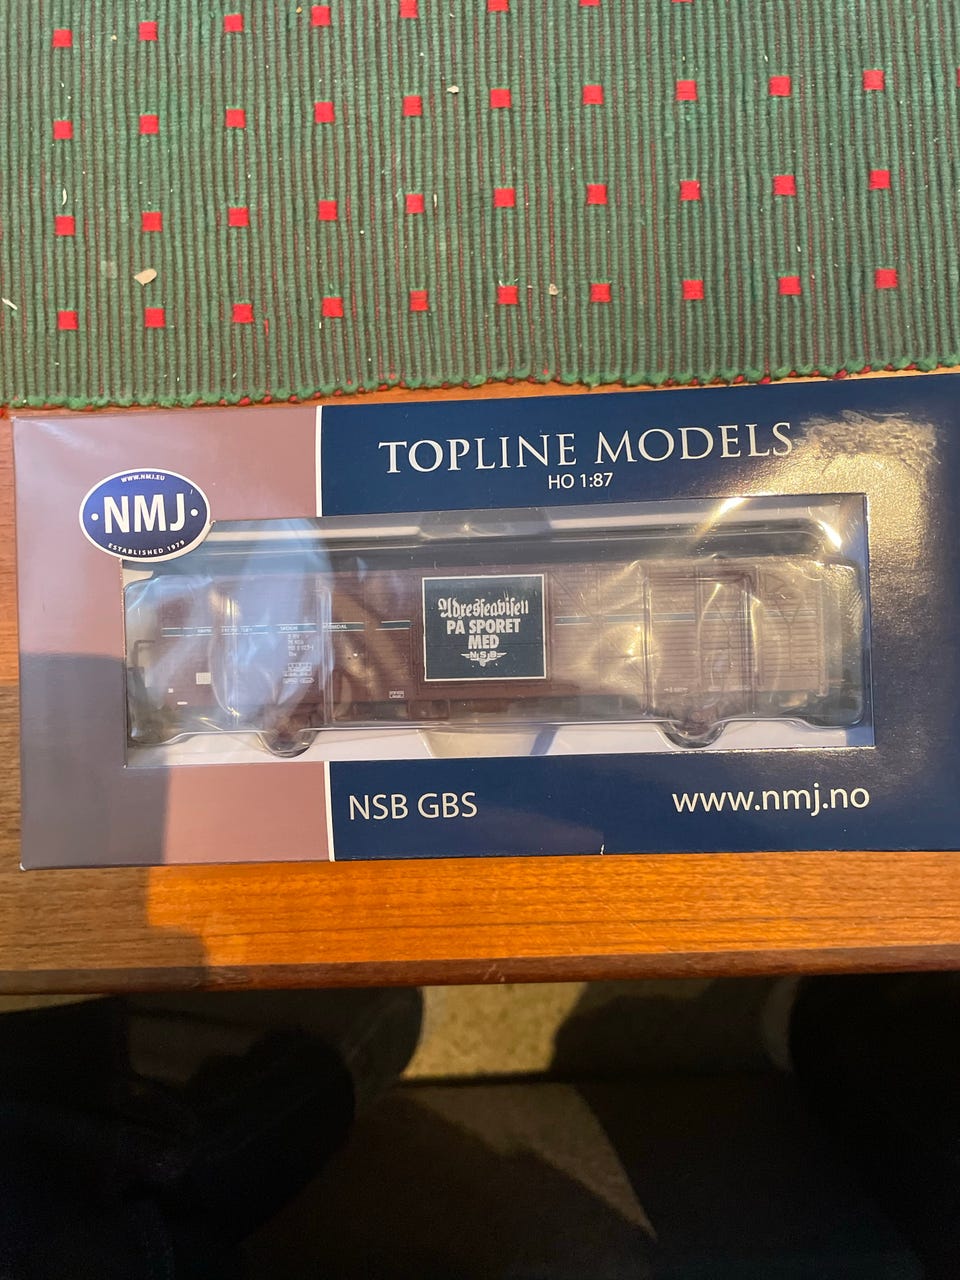 TOPLINE MODELS
HO 1:87
WWW.NMJ.EU
NMJ
ESTABLISHED 1979
Adresseavisen
PÅ SPORET
MED
NSB
NSB GBS
www.nmj.no